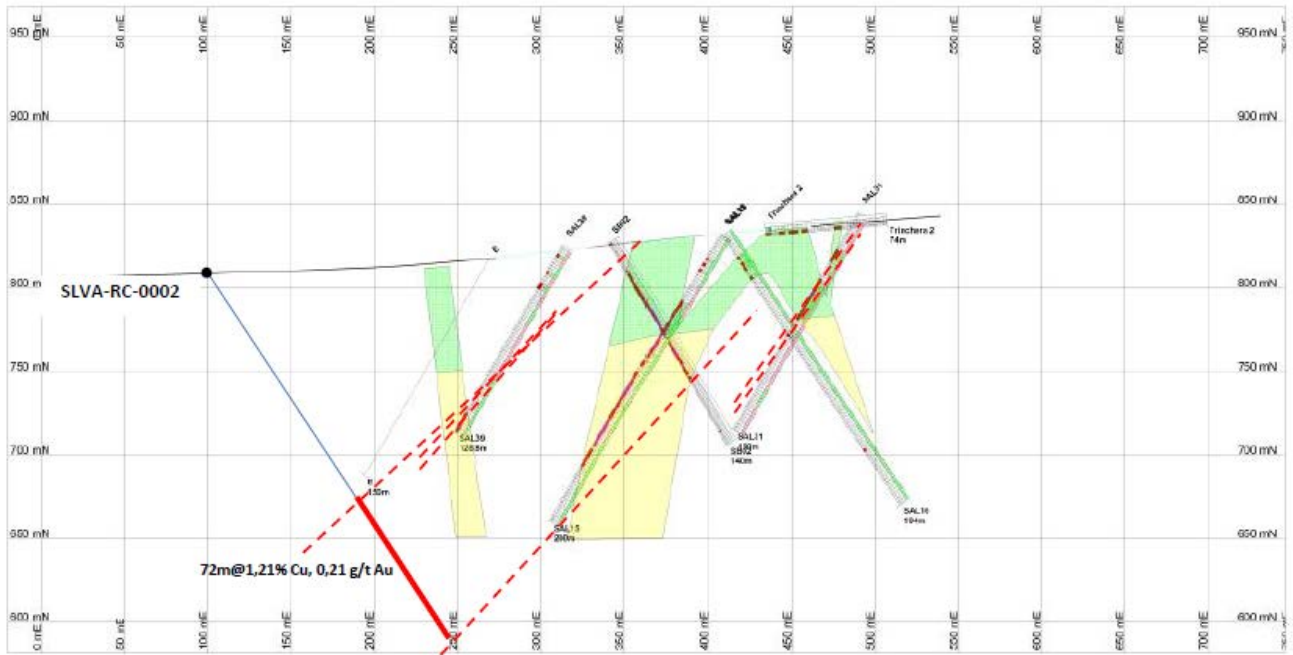 0 mE
50 mE
100 mE
150 mE
200 mE
250 mE
300 mE
350 mE
400 mE
450 mE
500 mE
550 mE
600 mE
650 mE
700 mE
950 mN
950 mN
900 mN
900 mN
850 mN
850 mN
Trinchera 2
Trinchera 2
74m
E
SLVA-RC-0002
800 mN
800 mN
750 mN
750 mN
700 mN
700 mN
SAL39
SAL11
140m
SAL16
194m
SAL15
650 mN
650 mN
72m@1,21% Cu, 0,21 g/t Au
600 mN
600 mN
0 mE
50 mE
100 mE
150 mE
200 mE
250 mE
300 mE
350 mE
400 mE
450 mE
500 mE
550 mE
600 mE
650 mE
700 mE